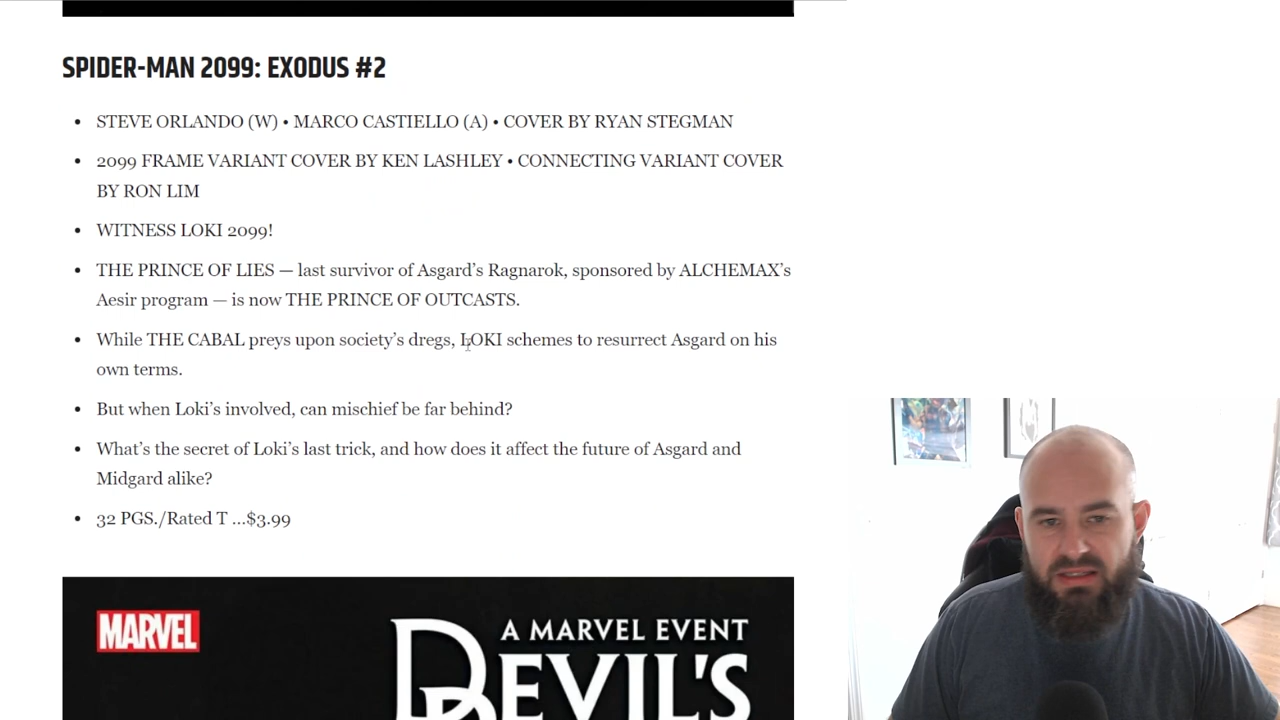 SPIDER-MAN 2099: EXODUS #2
• STEVE ORLANDO (W) • MARCO CASTIELLO (A) • COVER BY RYAN STEGMAN
• 2099 FRAME VARIANT COVER BY KEN LASHLEY • CONNECTING VARIANT COVER
BY RON LIM
• WITNESS LOKI 2099!
• THE PRINCE OF LIES — last survivor of Asgard’s Ragnarok, sponsored by ALCHEMAX’s
Aesir program — is now THE PRINCE OF OUTCASTS.
• While THE CABAL preys upon society’s dregs, LOKI schemes to resurrect Asgard on his
own terms.
• But when Loki’s involved, can mischief be far behind?
• What’s the secret of Loki’s last trick, and how does it affect the future of Asgard and
Midgard alike?
• 32 PGS./Rated T …$3.99
MARVEL
A MARVEL EVENT
DEVIL'S